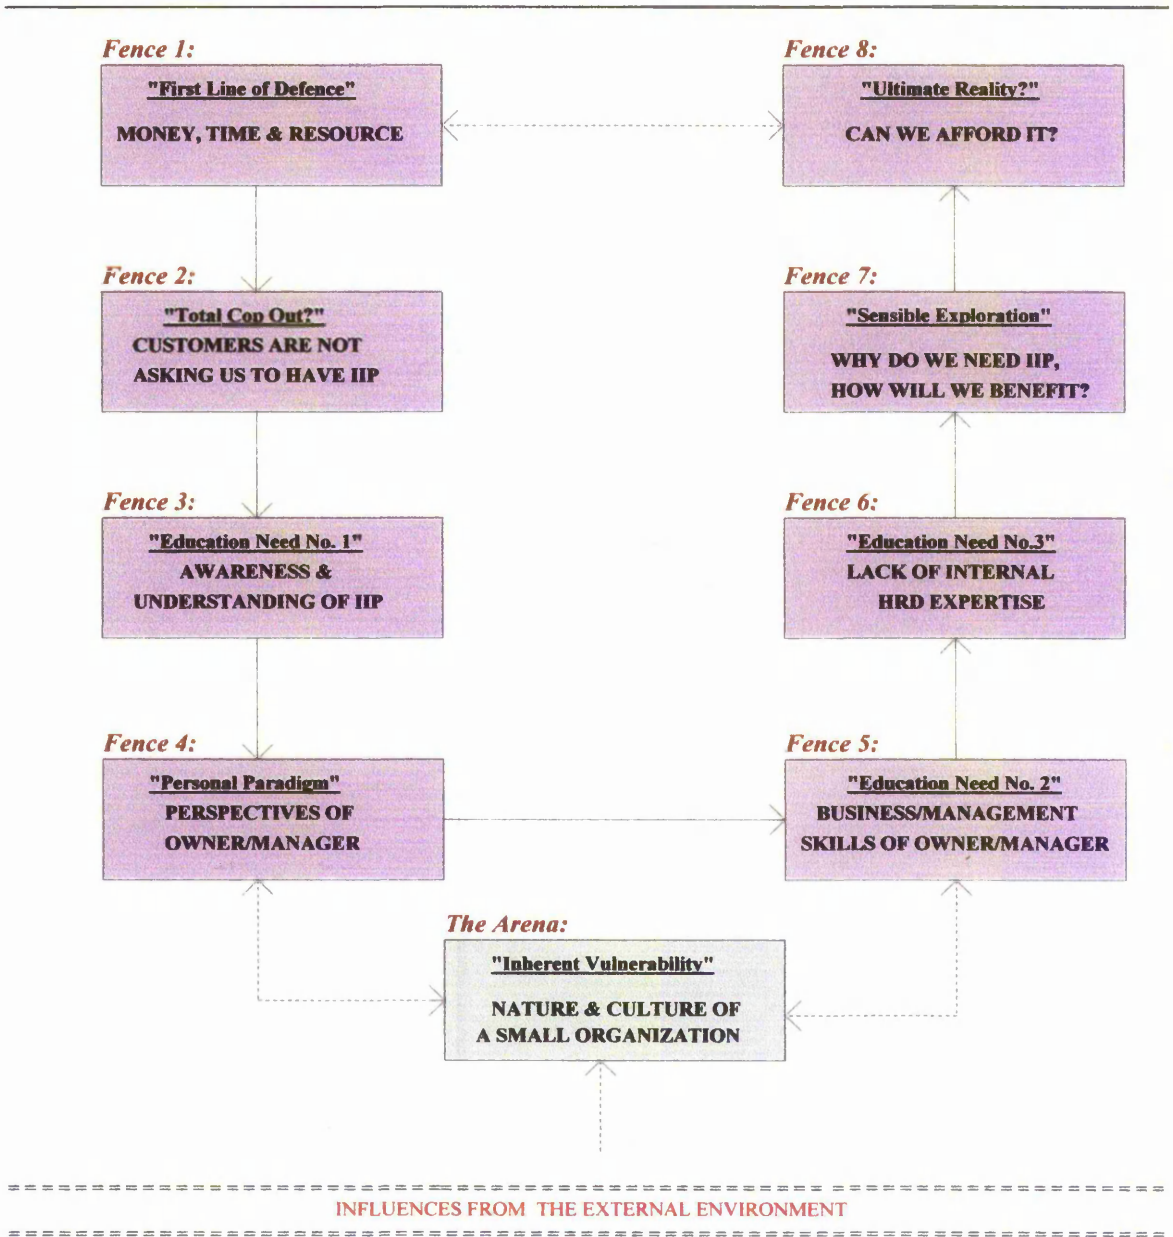 Fence 1:
"First Line of Defence"
MONEY, TIME & RESOURCE
Fence 2:
"Total Cop Out?"
CUSTOMERS ARE NOT
ASKING US TO HAVE IIP
Fence 3:
"Education Need No. 1"
AWARENESS &
UNDERSTANDING OF IIP
Fence 4:
"Personal Paradigm"
PERSPECTIVES OF
OWNER/MANAGER
Fence 5:
"Education Need No. 2"
BUSINESS/MANAGEMENT
SKILLS OF OWNER/MANAGER
Fence 6:
"Education Need No.3"
LACK OF INTERNAL
HRD EXPERTISE
Fence 7:
"Sensible Exploration"
WHY DO WE NEED IIP,
HOW WILL WE BENEFIT?
Fence 8:
"Ultimate Reality?"
CAN WE AFFORD IT?
The Arena:
"Inherent Vulnerability"
NATURE & CULTURE OF
A SMALL ORGANIZATION
INFLUENCES FROM THE EXTERNAL ENVIRONMENT